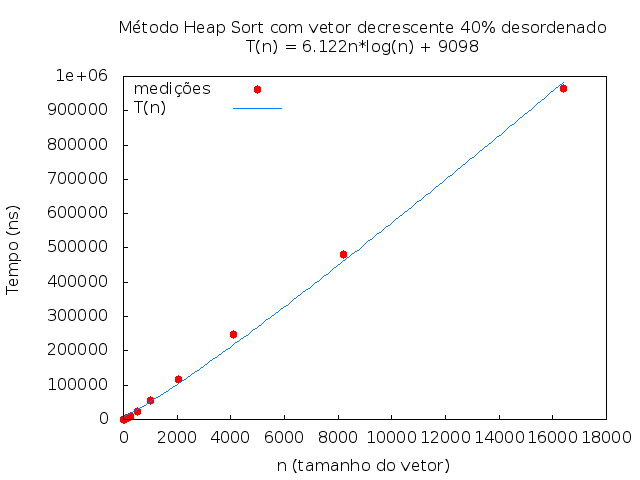 Método Heap Sort com vetor decrescente 40% desordenado
T(n) = 6.122n*log(n) + 9098
1e+06
medições
T(n)
900000
800000
700000
600000
500000
400000
300000
200000
100000
0
Tempo (ns)
0 2000 4000 6000 8000 10000 12000 14000 16000 18000
n (tamanho do vetor)